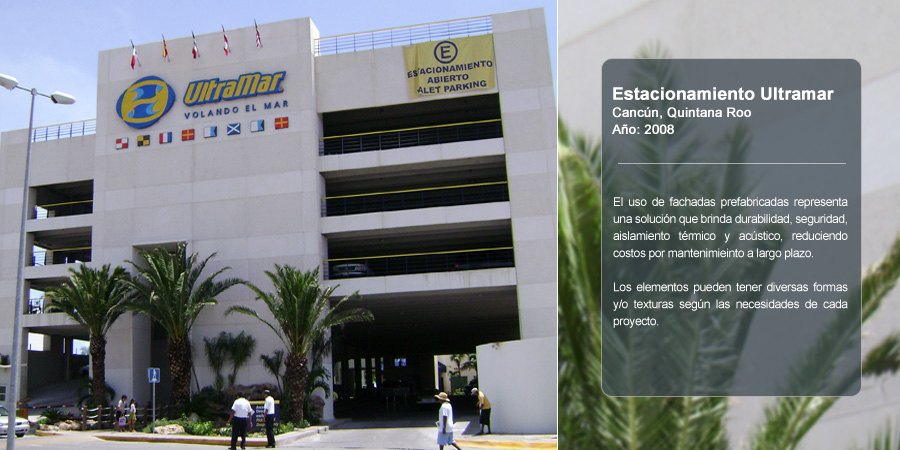 ULTRAMAR
VOLANDO EL MAR
E
ESTACIONAMIENTO
ABIERTO
ALET PARKING
Estacionamiento Ultramar
Cancún, Quintana Roo
Año: 2008
El uso de fachadas prefabricadas representa
una solución que brinda durabilidad, seguridad,
aislamiento térmico y acústico, reduciendo
costos por mantenimieinto a largo plazo.
Los elementos pueden tener diversas formas
y/o texturas según las necesidades de cada
proyecto.